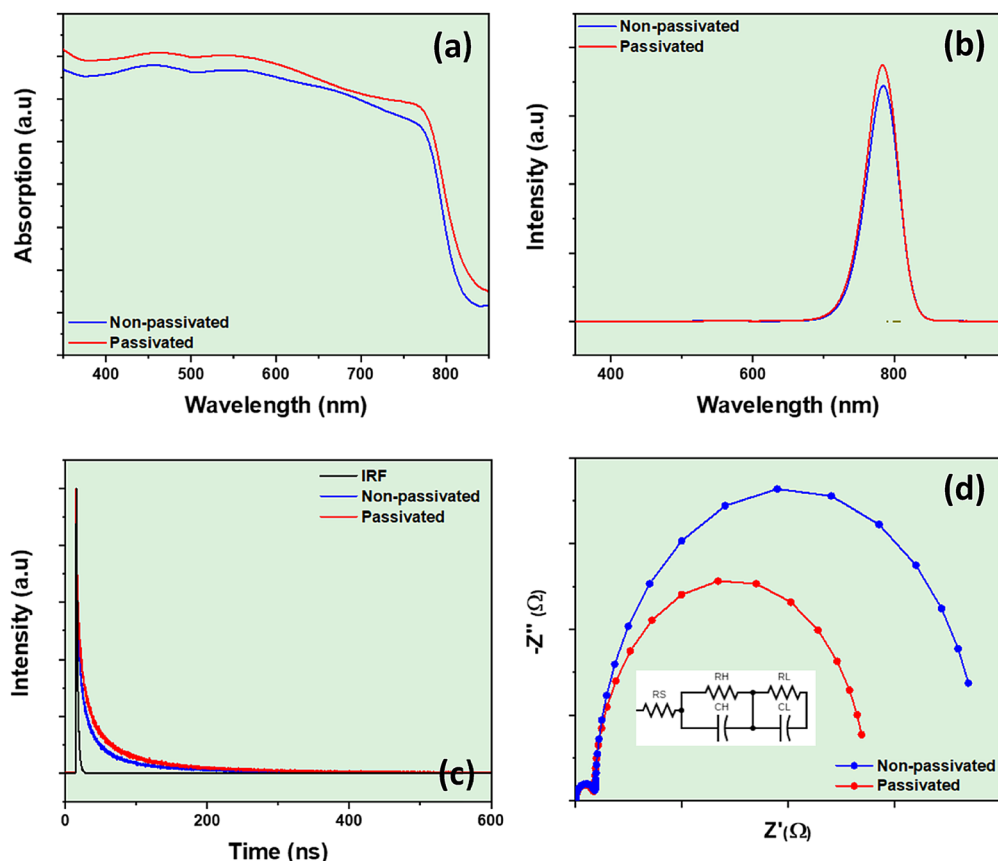 (a)
Absorption (a.u)
Non-passivated
Passivated
400 500 600 700 800
Wavelength (nm)
Non-passivated
Passivated
(b)
Intensity (a.u)
400 600 800
Wavelength (nm)
IRF
Non-passivated
Passivated
Intensity (a.u)
(c)
0 200 400 600
Time (ns)
(d)
-Z'' (Ω)
RS
RH
CH
RL
CL
Non-passivated
Passivated
Z'(Ω)